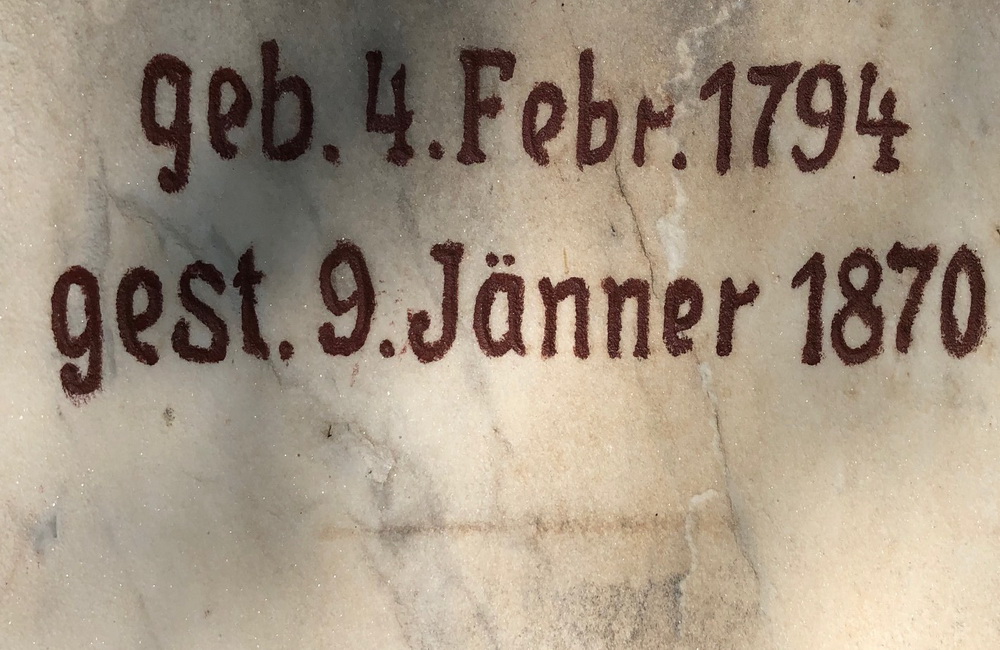 geb. 4. Febr. 1794
gest. 9. Jänner 1870